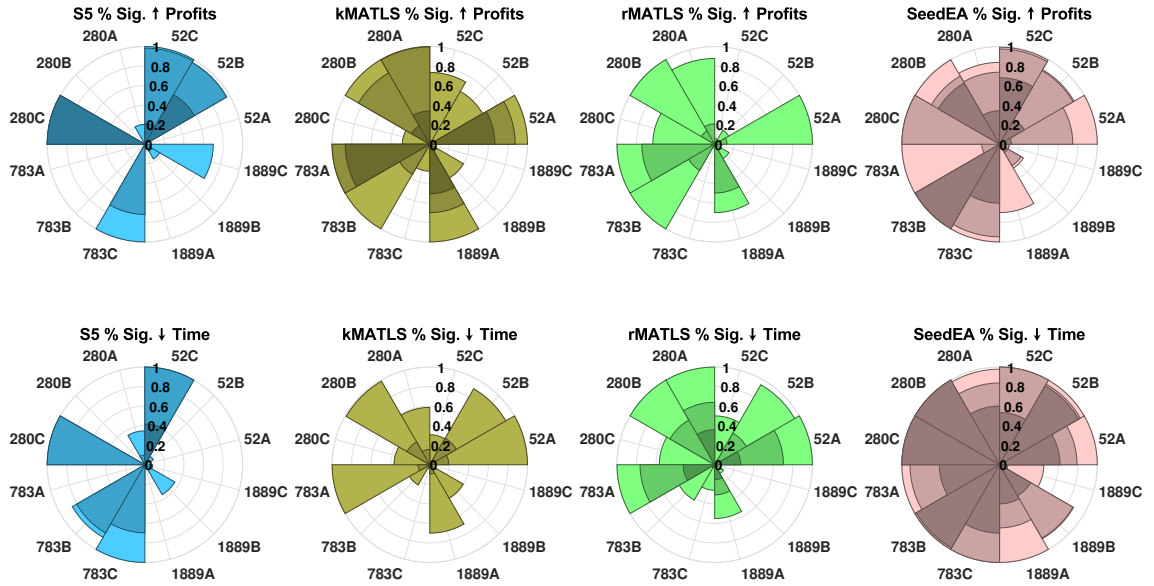 S5 % Sig. ↑ Profits
280A 52C
280B 52B
280C 52A
783A 1889C
783B 1889B
783C 1889A
1
0.8
0.6
0.4
0.2
0
kMATLS % Sig. ↑ Profits
280A 52C
280B 52B
280C 52A
783A 1889C
783B 1889B
783C 1889A
1
0.8
0.6
0.4
0.2
0
rMATLS % Sig. ↑ Profits
280A 52C
280B 52B
280C 52A
783A 1889C
783B 1889B
783C 1889A
1
0.8
0.6
0.4
0.2
0
SeedEA % Sig. ↑ Profits
280A 52C
280B 52B
280C 52A
783A 1889C
783B 1889B
783C 1889A
1
0.8
0.6
0.4
0.2
0
S5 % Sig. ↓ Time
280A 52C
280B 52B
280C 52A
783A 1889C
783B 1889B
783C 1889A
1
0.8
0.6
0.4
0.2
0
kMATLS % Sig. ↓ Time
280A 52C
280B 52B
280C 52A
783A 1889C
783B 1889B
783C 1889A
1
0.8
0.6
0.4
0.2
0
rMATLS % Sig. ↓ Time
280A 52C
280B 52B
280C 52A
783A 1889C
783B 1889B
783C 1889A
1
0.8
0.6
0.4
0.2
0
SeedEA % Sig. ↓ Time
280A 52C
280B 52B
280C 52A
783A 1889C
783B 1889B
783C 1889A
1
0.8
0.6
0.4
0.2
0